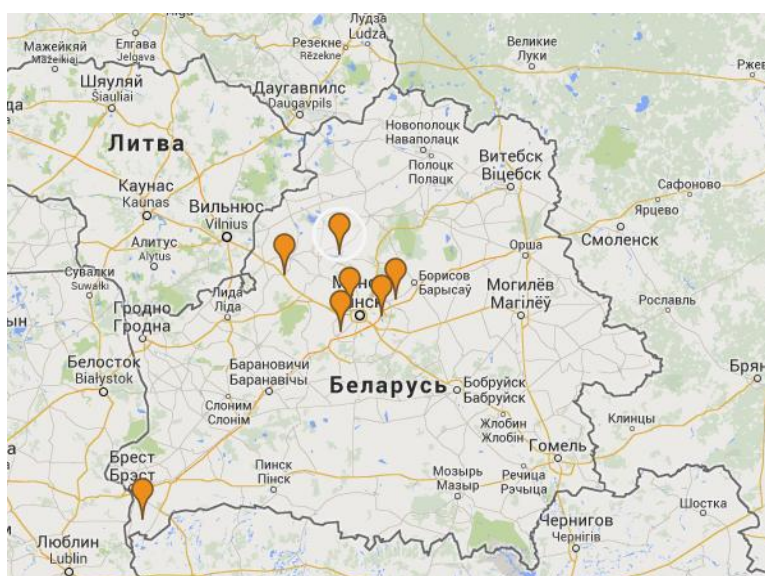 Лудза
Ludza
Мажейкяй
Mažeikiai
Елгава
Jelgava
Резекне
Rēzekne
Великие
Луки
Рже
Шяуляй
Šiauliai
Даугавпилс
Daugavpils
Литва
Новополоцк
Наваполацк
Полоцк
Полацк
Витебск
Віцебск
Каунас
Kaunas
Вильнюс
Vilnius
Сафоново
Ярцево
Смоленск
Алитус
Alytus
Орша
Сувалки
Suwałki
Борисов
Барысаў
Могилёв
Магілёў
Лида
Ліда
Гродно
Гродна
Рославль
ын
Белосток
Białystok
Барановичи
Баранавічы
Беларусь
Бобруйск
Бабруйск
Брян
Слоним
Слонім
Жлобин
Жлобін
Клинцы
Гомель
Брест
Брэст
Пинск
Пінск
Мозырь
Мазыр
Речица
Рэчыца
Шостка
Чернигов
Чернігів
Люблин
Lublin